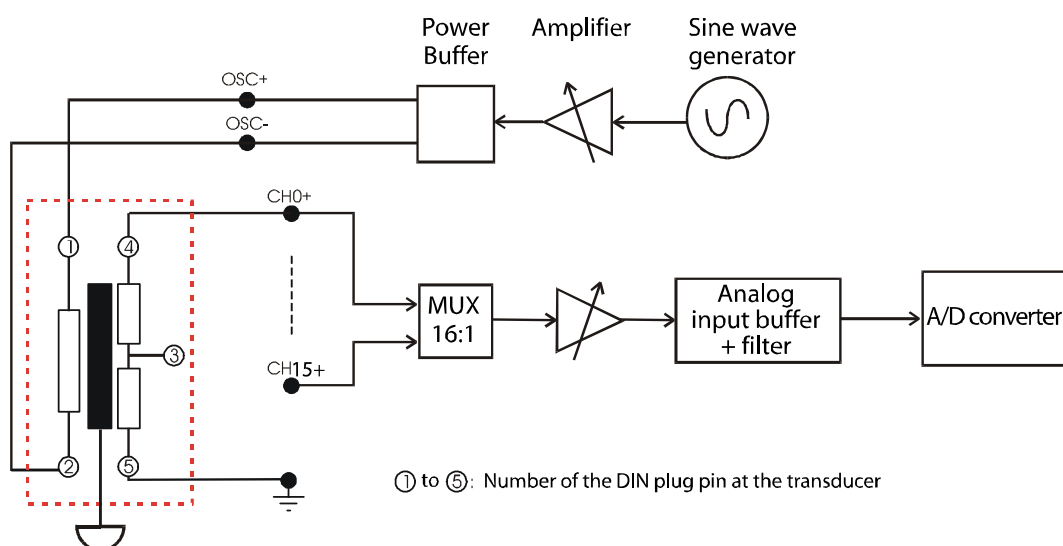 Power
Buffer
Amplifier
Sine wave
generator
OSC+
OSC-
CH0+
① ④
MUX
16:1
Analog
input buffer
+ filter
A/D converter
③
CH15+
② ⑤
① to ⑤: Number of the DIN plug pin at the transducer